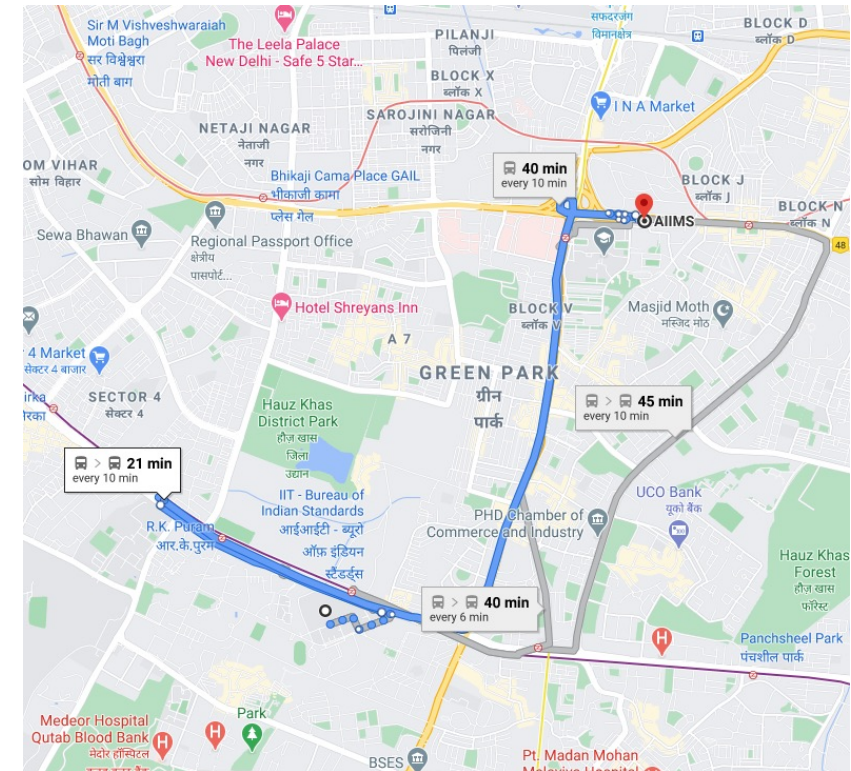 Sir M Vishveshwaraiah
Moti Bagh
सर विश्वेश्वरा
मोती बाग
The Leela Palace
New Delhi - Safe 5 Star...
PILANJI
पिलंजी
सफदरजंग
विमानक्षेत्र
BLOCK D
ब्लॉक D
BLOCK X
ब्लॉक X
I N A Market
NETAJI NAGAR
नेताजी
नगर
SAROJINI NAGAR
सरोजिनी
नगर
OM VIHAR
सोम विहार
Bhikaji Cama Place GAIL
भीकाजी कामा
प्लेस गेल
40 min
every 10 min
BLOCK J
ब्लॉक J
BLOCK N
ब्लॉक N
AIIMS
48
Sewa Bhawan
Regional Passport Office
क्षेत्रीय
पासपोर्ट...
Hotel Shreyans Inn
BLOCK V
ब्लॉक V
Masjid Moth
मस्जिद मोठ
A 7
4 Market
सेक्टर 4 बाजार
GREEN PARK
ग्रीन
पार्क
SECTOR 4
सेक्टर 4
Hauz Khas
District Park
हौज़ खास
जिला
उद्यान
> 45 min
every 10 min
> 21 min
every 10 min
IIT - Bureau of
Indian Standards
आईआईटी - ब्यूरो
ऑफ़ इंडियन
स्टैंडर्ड्स
R.K. Puram
आर.के.पुरम
UCO Bank
यूको बैंक
PHD Chamber of
Commerce and Industry
Hauz Khas
Forest
हौज़ खास
फॉरेस्ट
> 40 min
every 6 min
Panchsheel Park
पंचशील पार्क
Medeor Hospital
Qutab Blood Bank
मेदोर हॉस्पिटल
Park
BSES
Pt. Madan Mohan